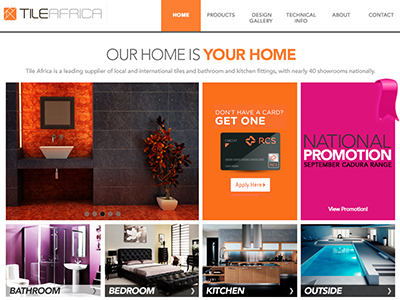 TILEAFRICA
HOME
PRODUCTS
DESIGN
GALLERY
TECHNICAL
INFO
ABOUT
CONTACT
OUR HOME IS YOUR HOME
Tile Africa is a leading supplier of local and international tiles and bathroom and kitchen fittings, with nearly 40 showrooms nationally.
DON'T HAVE A CARD?
GET ONE
RCS
Apply Here
NATIONAL
PROMOTION
SEPTEMBER CADURA RANGE
View Promotion!
BATHROOM
BEDROOM
KITCHEN
OUTSIDE